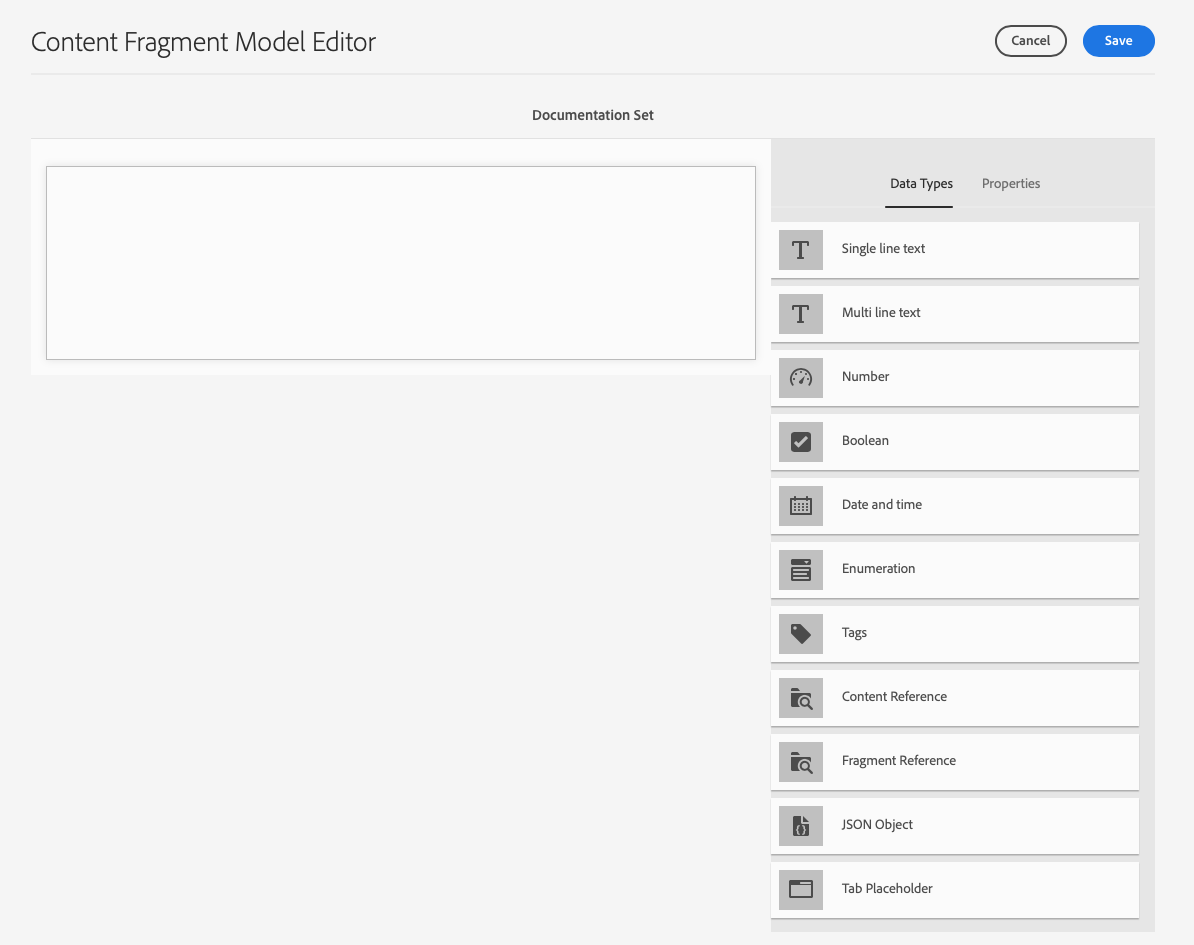 Content Fragment Model Editor
Cancel
Save
Documentation Set
Data Types
Properties
Single line text
Multi line text
Number
Boolean
Date and time
Enumeration
Tags
Content Reference
Fragment Reference
JSON Object
Tab Placeholder